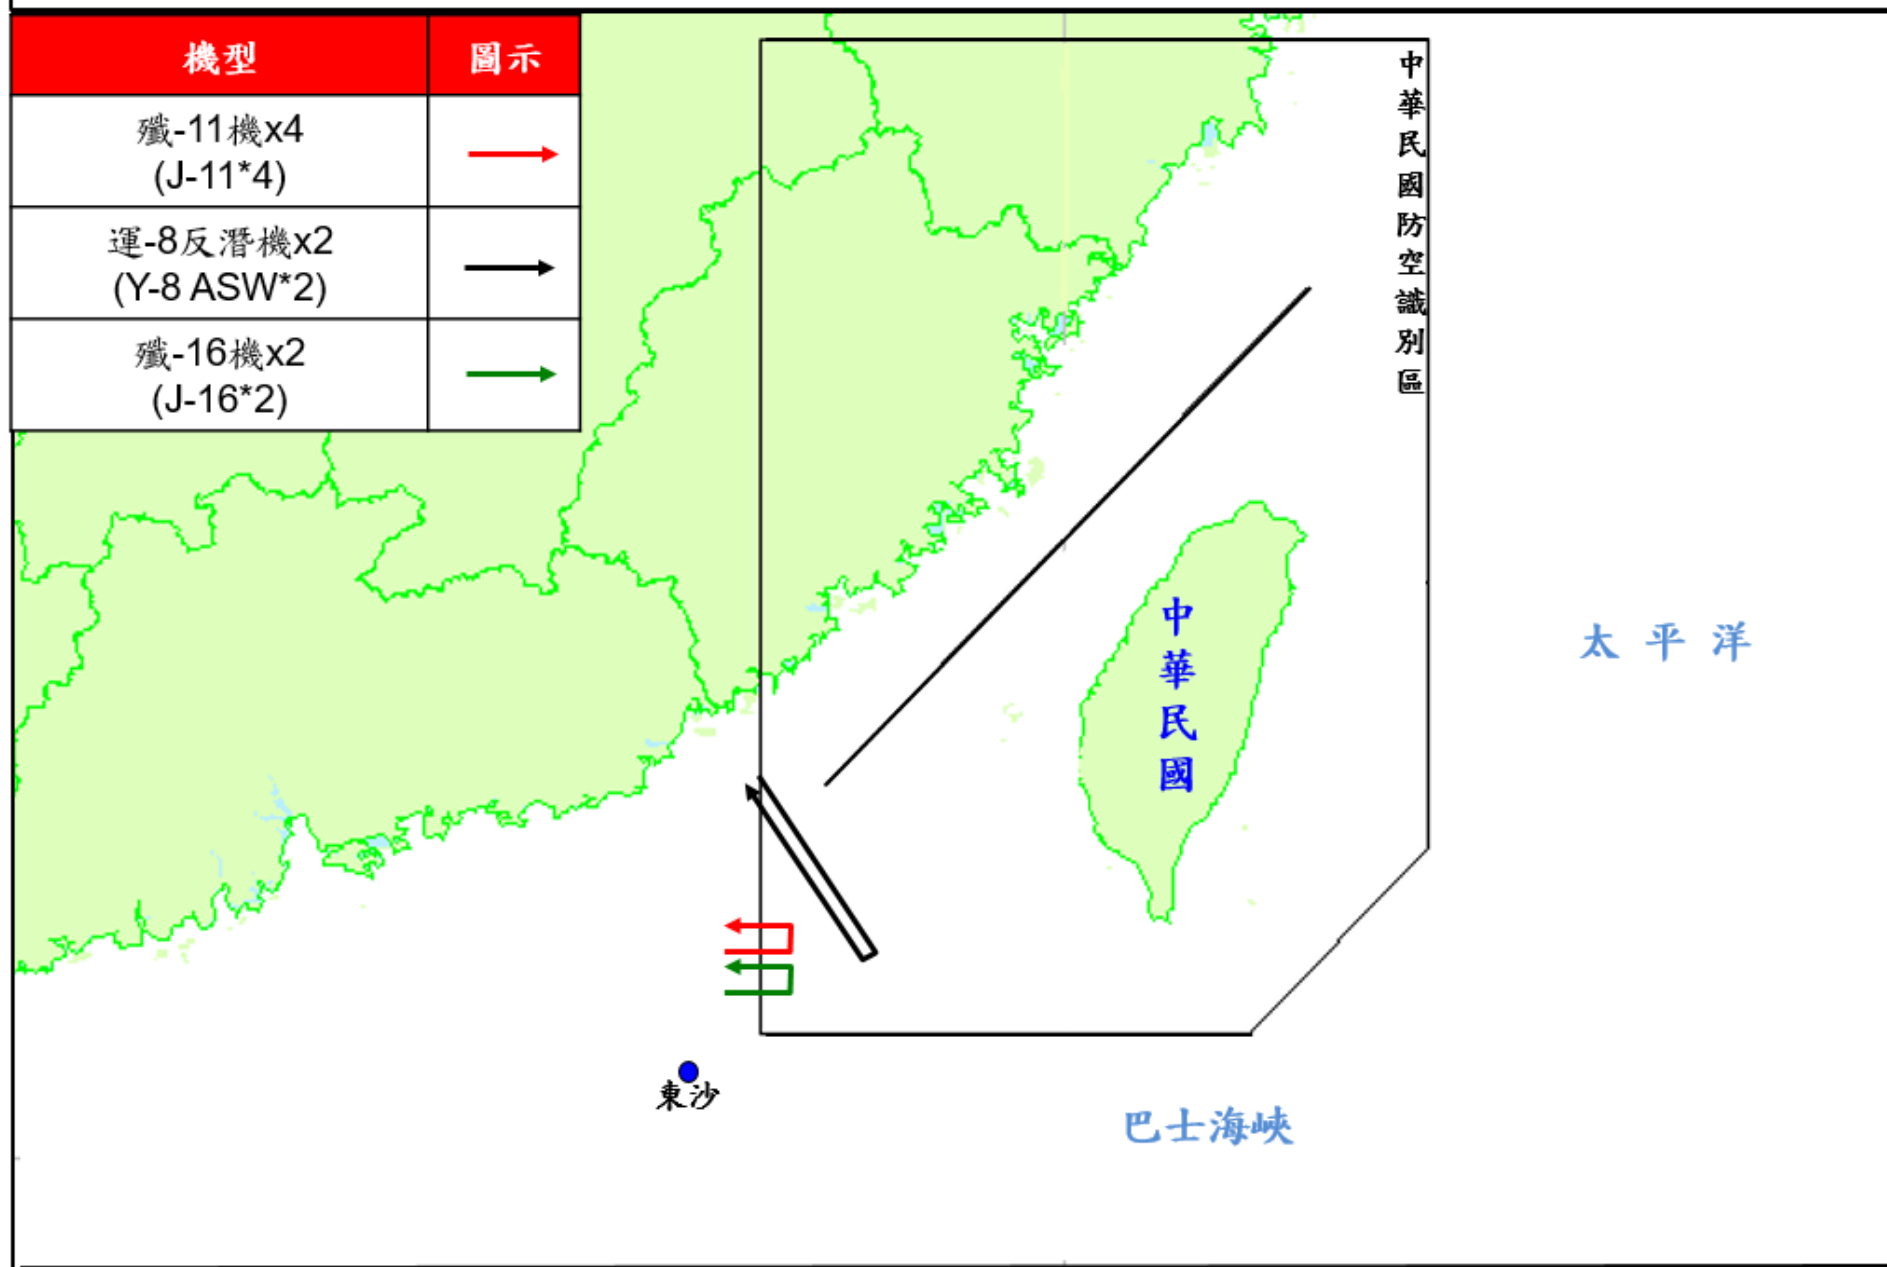 機型 圖示
殲-11機x4
(J-11*4)
運-8反潛機x2
(Y-8 ASW*2)
殲-16機x2
(J-16*2)
中華民國防空識別區
中華民國
太平洋
東沙
巴士海峽